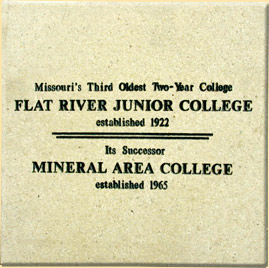 Missouri's Third Oldest Two-Year College
FLAT RIVER JUNIOR COLLEGE
established 1922
Its Successor
MINERAL AREA COLLEGE
established 1965